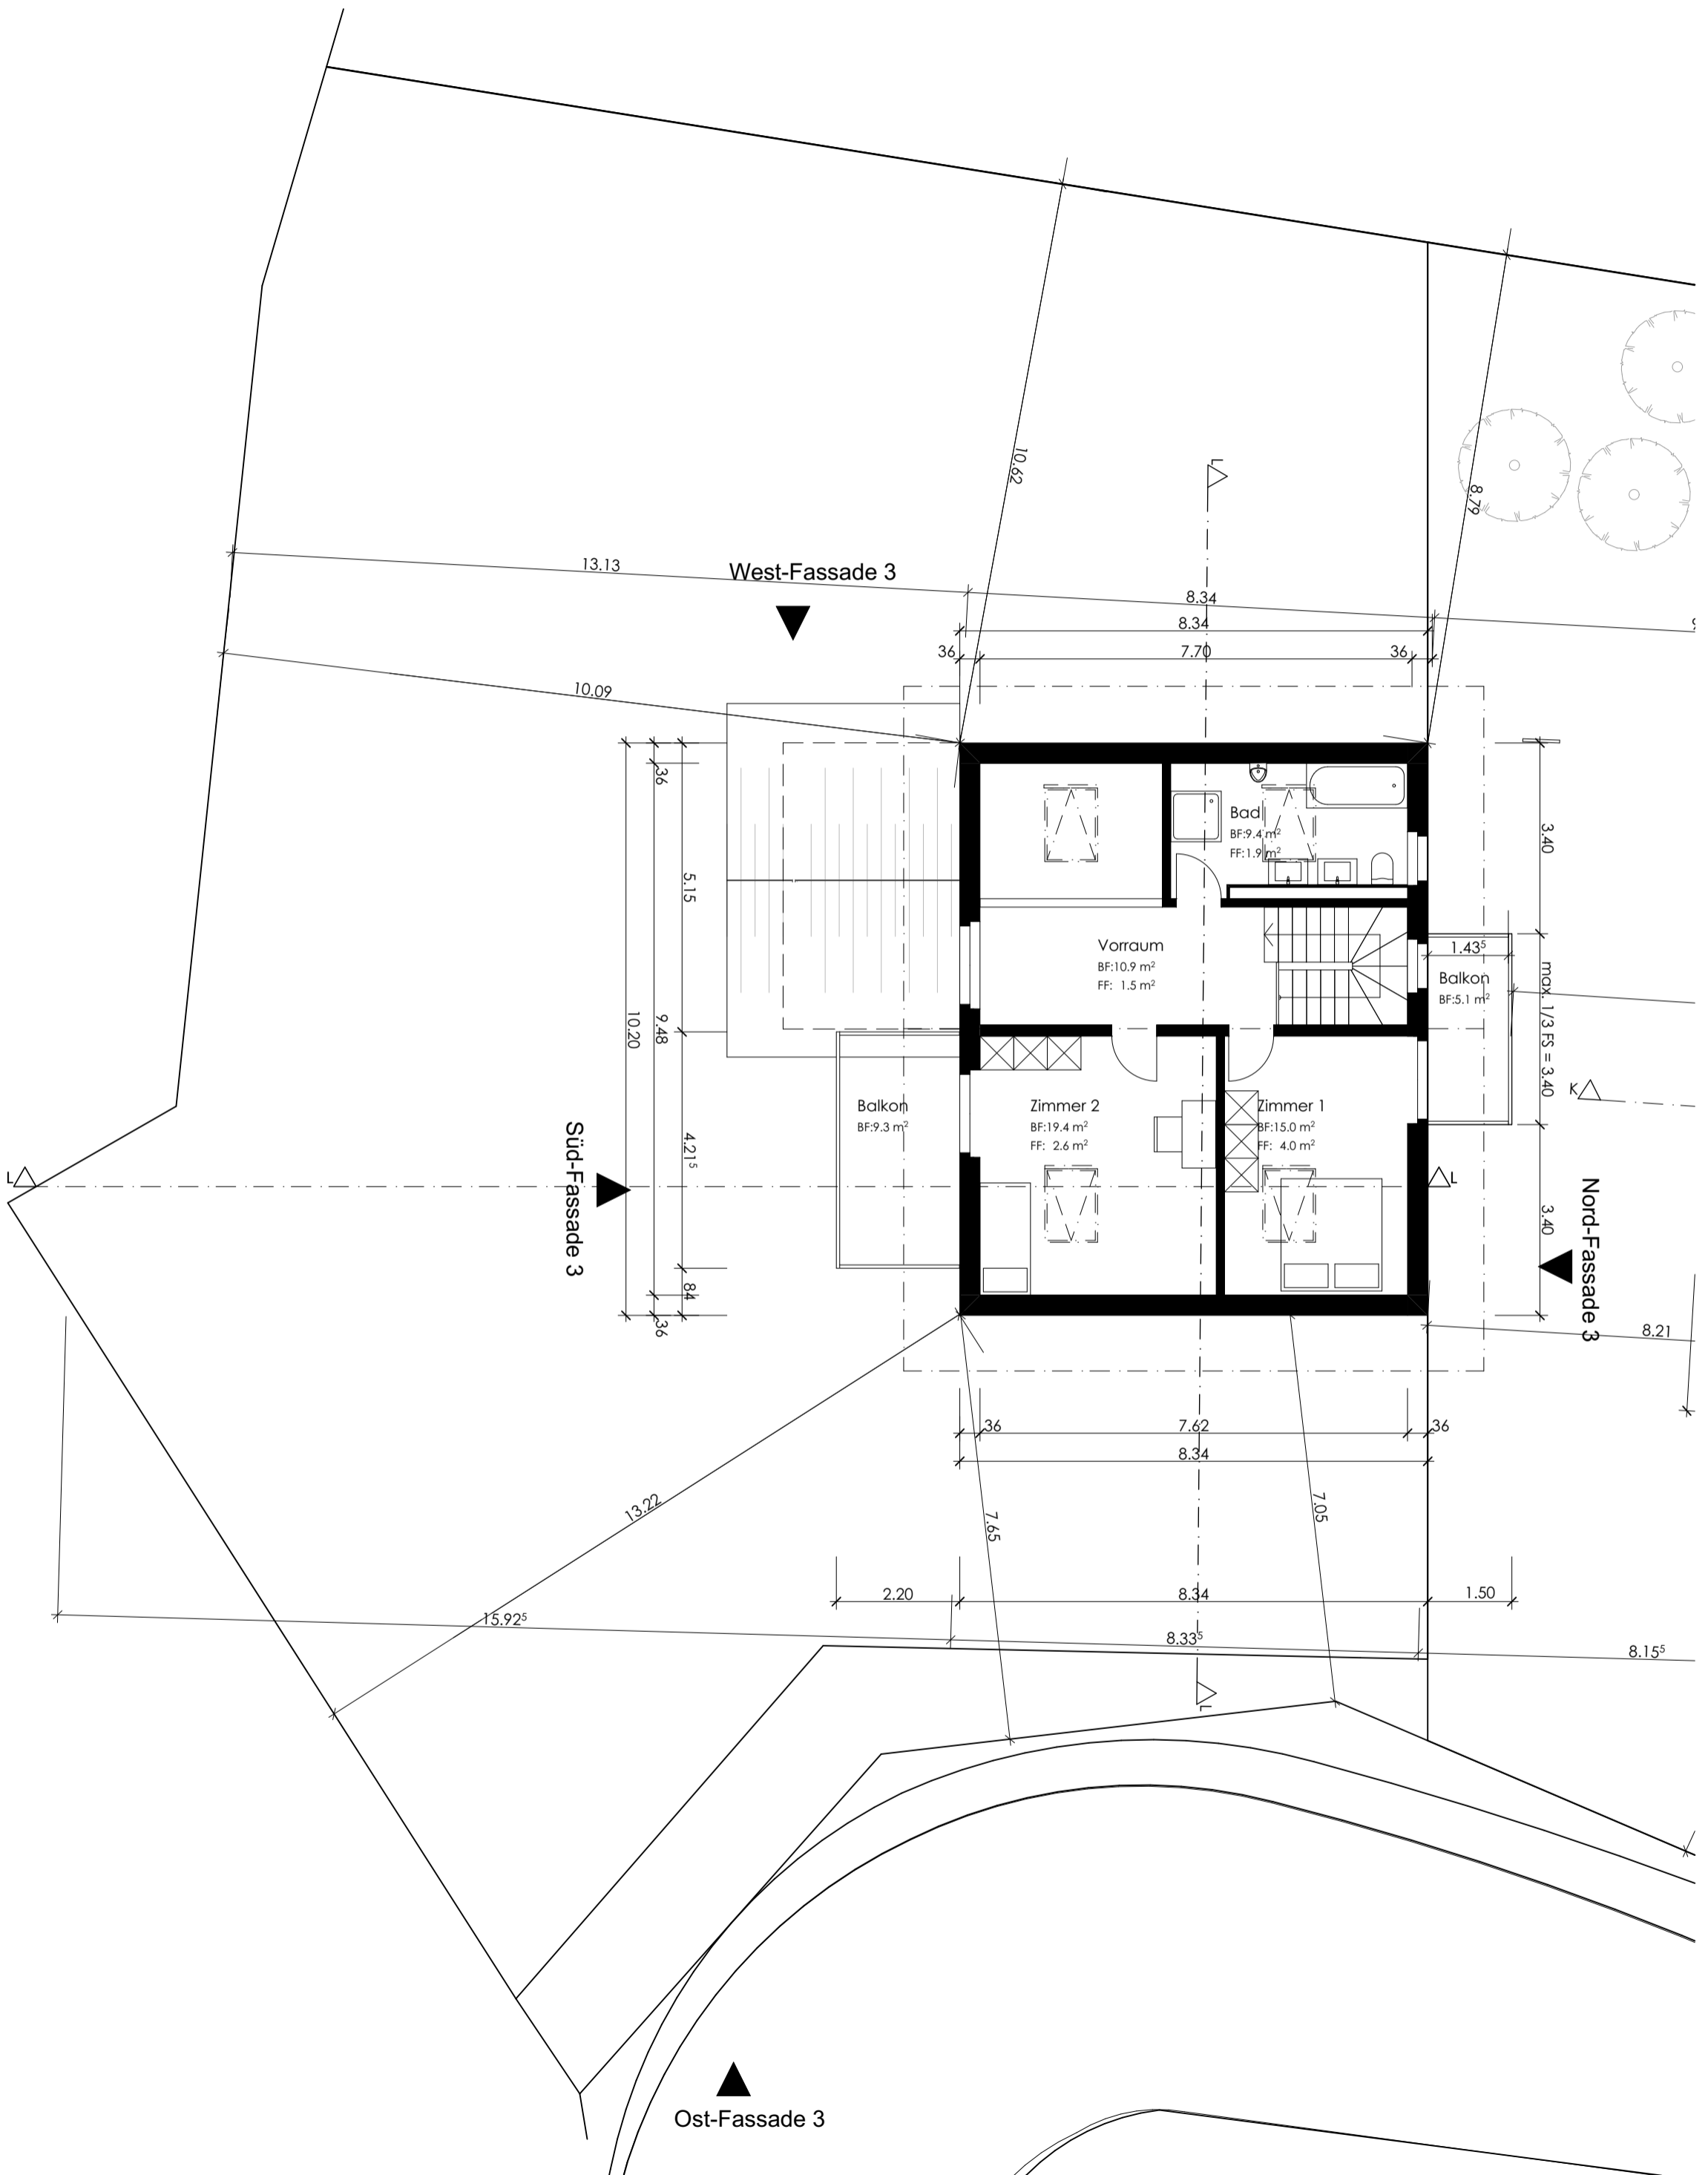 10.62
8.79
L
13.13
West-Fassade 3
8.34
8.34
36
7.70
36
10.09
36
5.15
9.48
10.20
4.21⁵
84
36
Bad
BF:9.4 m²
FF:1.9 m²
3.40
Vorraum
BF:10.9 m²
FF: 1.5 m²
1.43⁵
Balkon
BF:5.1 m²
max. 1/3 FS = 3.40
K
Balkon
BF:9.3 m²
Zimmer 2
BF:19.4 m²
FF: 2.6 m²
Zimmer 1
BF:15.0 m²
FF: 4.0 m²
Süd-Fassade 3
L
L
3.40
Nord-Fassade 3
8.21
36
7.62
36
8.34
13.22
7.65
7.05
2.20
8.34
1.50
15.92⁵
8.33⁵
8.15⁵
L
Ost-Fassade 3